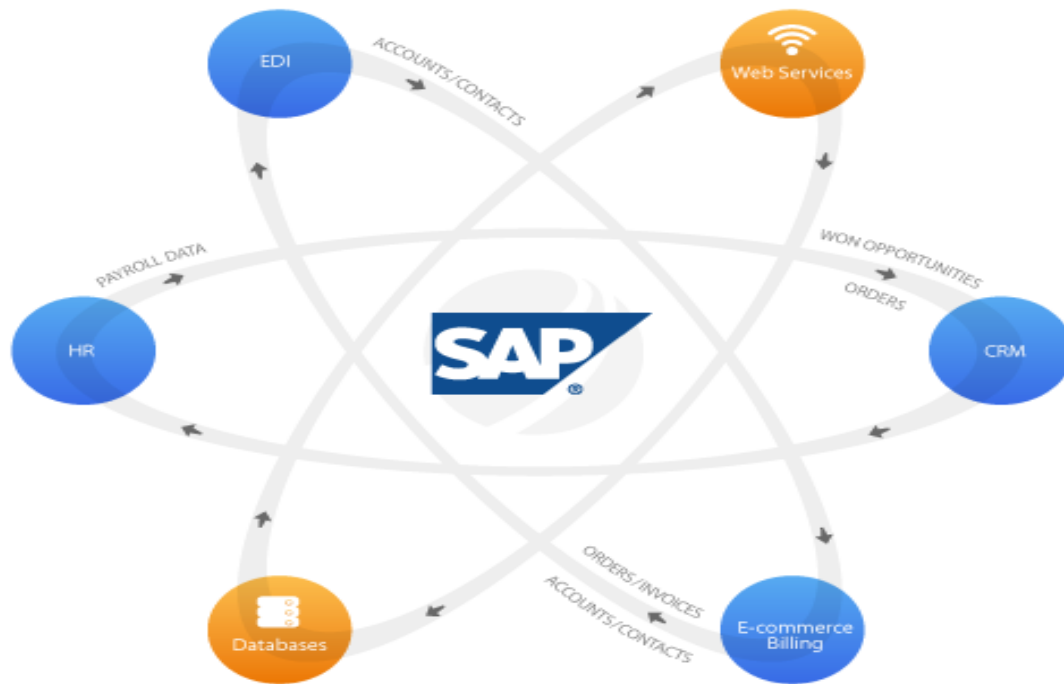 EDI
ACCOUNTS/CONTACTS
Web Services
PAYROLL DATA
WON OPPORTUNITIES
ORDERS
HR
SAP®
CRM
ORDERS/INVOICES
ACCOUNTS/CONTACTS
Databases
E-commerce
Billing